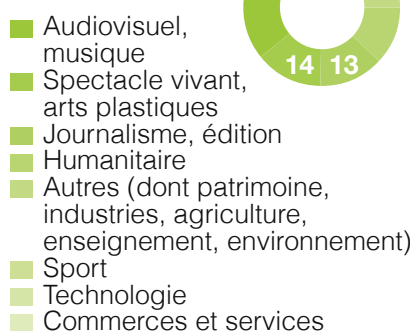 14 13
Audiovisuel,
musique
Spectacle vivant,
arts plastiques
Journalisme, édition
Humanitaire
Autres (dont patrimoine,
industries, agriculture,
enseignement, environnement)
Sport
Technologie
Commerces et services